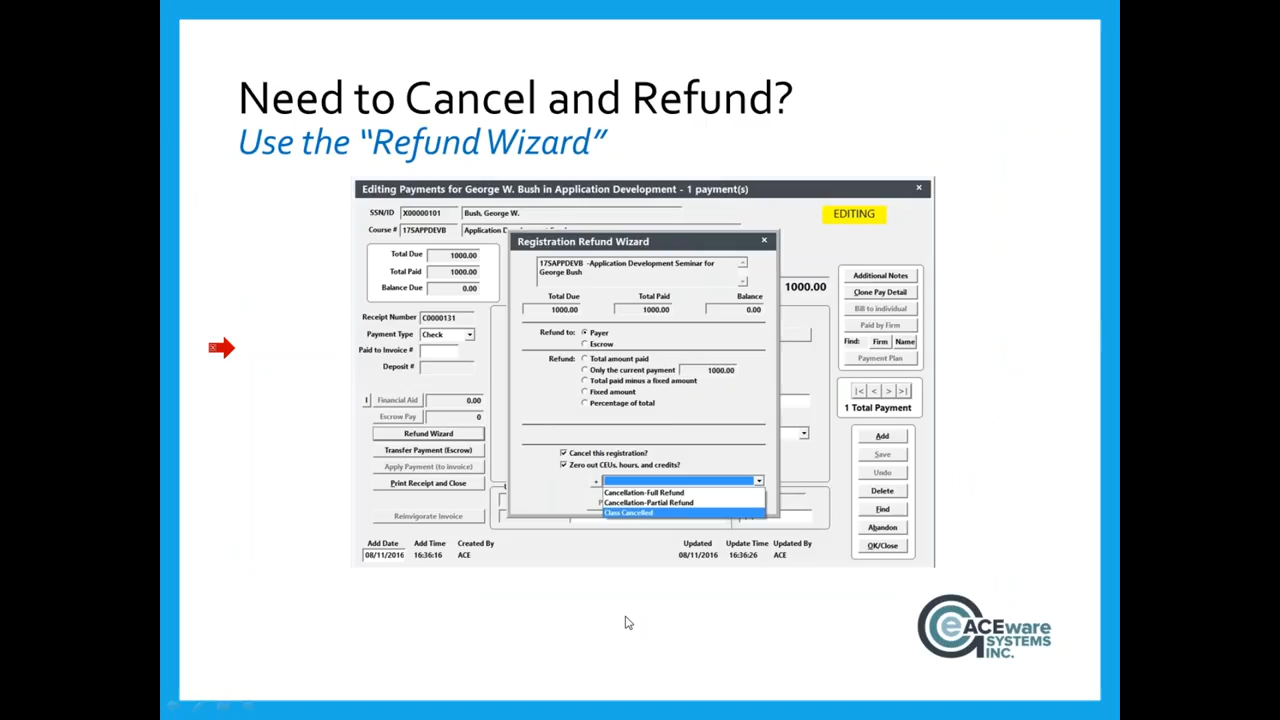 Need to Cancel and Refund?
Use the “Refund Wizard”
Editing Payments for George W. Bush in Application Development - 1 payment(s)
SSN/ID X00000101 Bush, George W.
EDITING
Course # 17SAPPDEVB Application
Total Due 1000.00
Total Paid 1000.00
Balance Due 0.00
Receipt Number C0000131
Payment Type Check
Paid to Invoice #
Deposit #
Financial Aid 0.00
Escrow Pay 0
Refund Wizard
Transfer Payment (Escrow)
Apply Payment (to invoice)
Print Receipt and Close
Reinvigorate Invoice
Registration Refund Wizard
17SAPPDEVB -Application Development Seminar for
George Bush
Total Due Total Paid Balance
1000.00 1000.00 0.00
Refund to: Payer
Escrow
Refund: Total amount paid
Only the current payment 1000.00
Total paid minus a fixed amount
Fixed amount
Percentage of total
Cancel this registration?
Zero out CEUs, hours, and credits?
Cancellation-Full Refund
Cancellation-Partial Refund
Class Cancelled
1000.00
Additional Notes
Clone Pay Detail
Bill to individual
Paid by Firm
Find: Firm Name
Payment Plan
|< < > >|
1 Total Payment
Add
Save
Undo
Delete
Find
Abandon
OK/Close
Add Date Add Time Created By Updated Update Time Updated By
08/11/2016 16:36:16 ACE 08/11/2016 16:36:26 ACE
ACEware
SYSTEMS
INC.